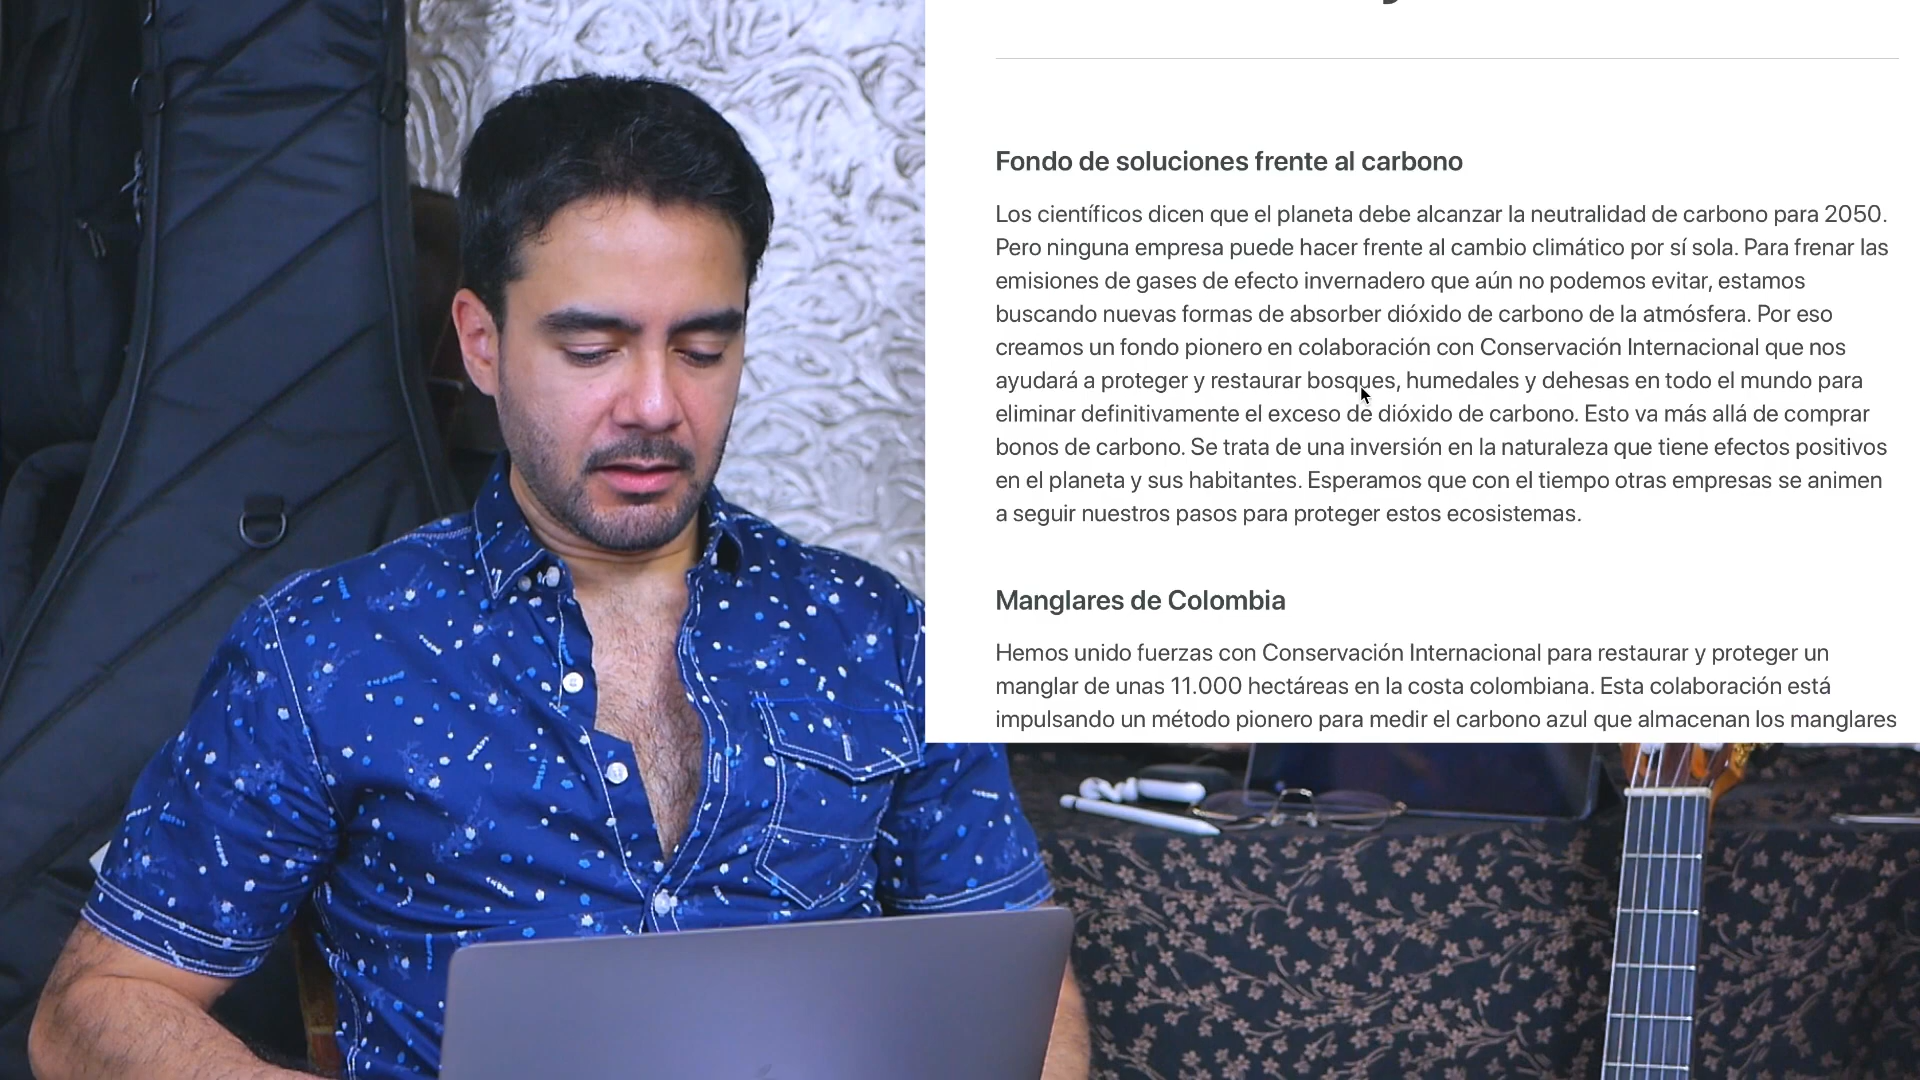 Fondo de soluciones frente al carbono
Los científicos dicen que el planeta debe alcanzar la neutralidad de carbono para 2050.
Pero ninguna empresa puede hacer frente al cambio climático por sí sola. Para frenar las
emisiones de gases de efecto invernadero que aún no podemos evitar, estamos
buscando nuevas formas de absorber dióxido de carbono de la atmósfera. Por eso
creamos un fondo pionero en colaboración con Conservación Internacional que nos
ayudará a proteger y restaurar bosques, humedales y dehesas en todo el mundo para
eliminar definitivamente el exceso de dióxido de carbono. Esto va más allá de comprar
bonos de carbono. Se trata de una inversión en la naturaleza que tiene efectos positivos
en el planeta y sus habitantes. Esperamos que con el tiempo otras empresas se animen
a seguir nuestros pasos para proteger estos ecosistemas.
Manglares de Colombia
Hemos unido fuerzas con Conservación Internacional para restaurar y proteger un
manglar de unas 11.000 hectáreas en la costa colombiana. Esta colaboración está
impulsando un método pionero para medir el carbono azul que almacenan los manglares